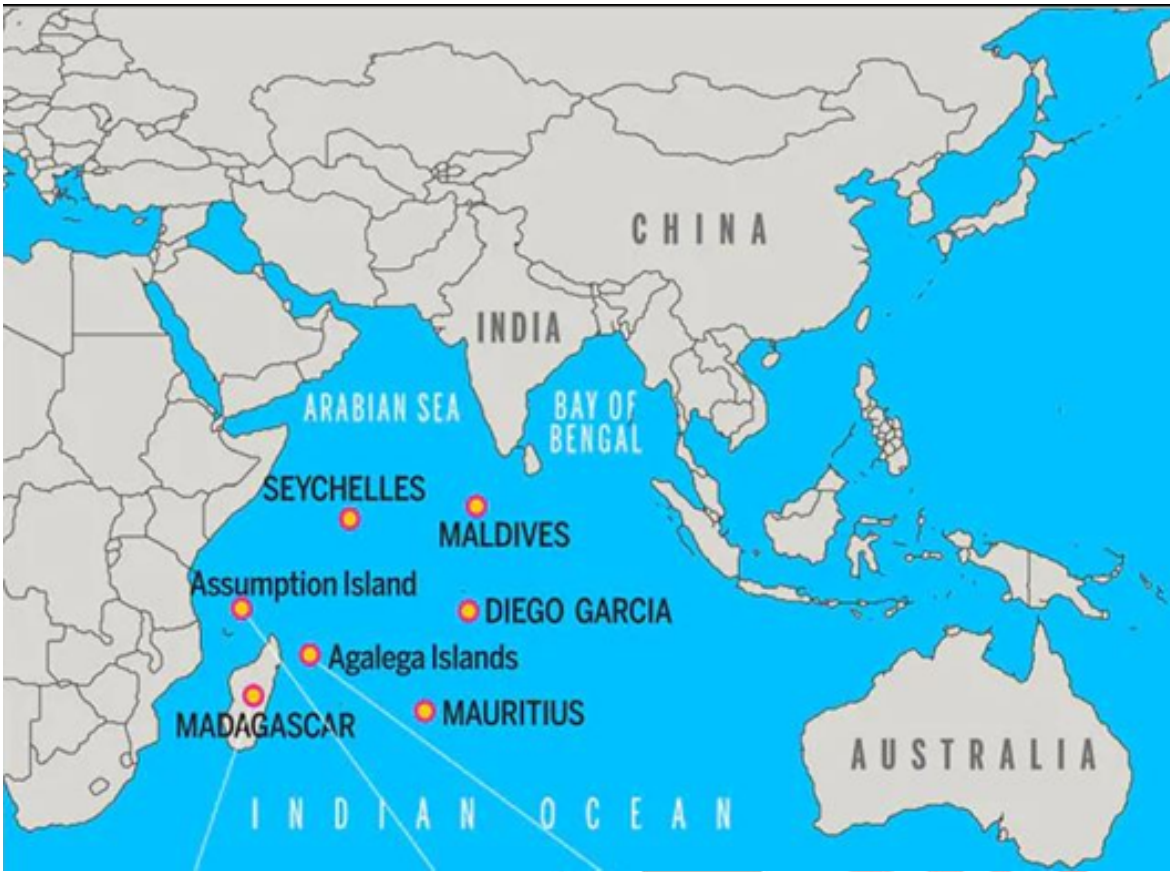 CHINA
INDIA
ARABIAN SEA
BAY OF
BENGAL
SEYCHELLES
MALDIVES
Assumption Island
DIEGO GARCIA
Agalega Islands
MADAGASCAR
MAURITIUS
AUSTRALIA
INDIAN OCEAN